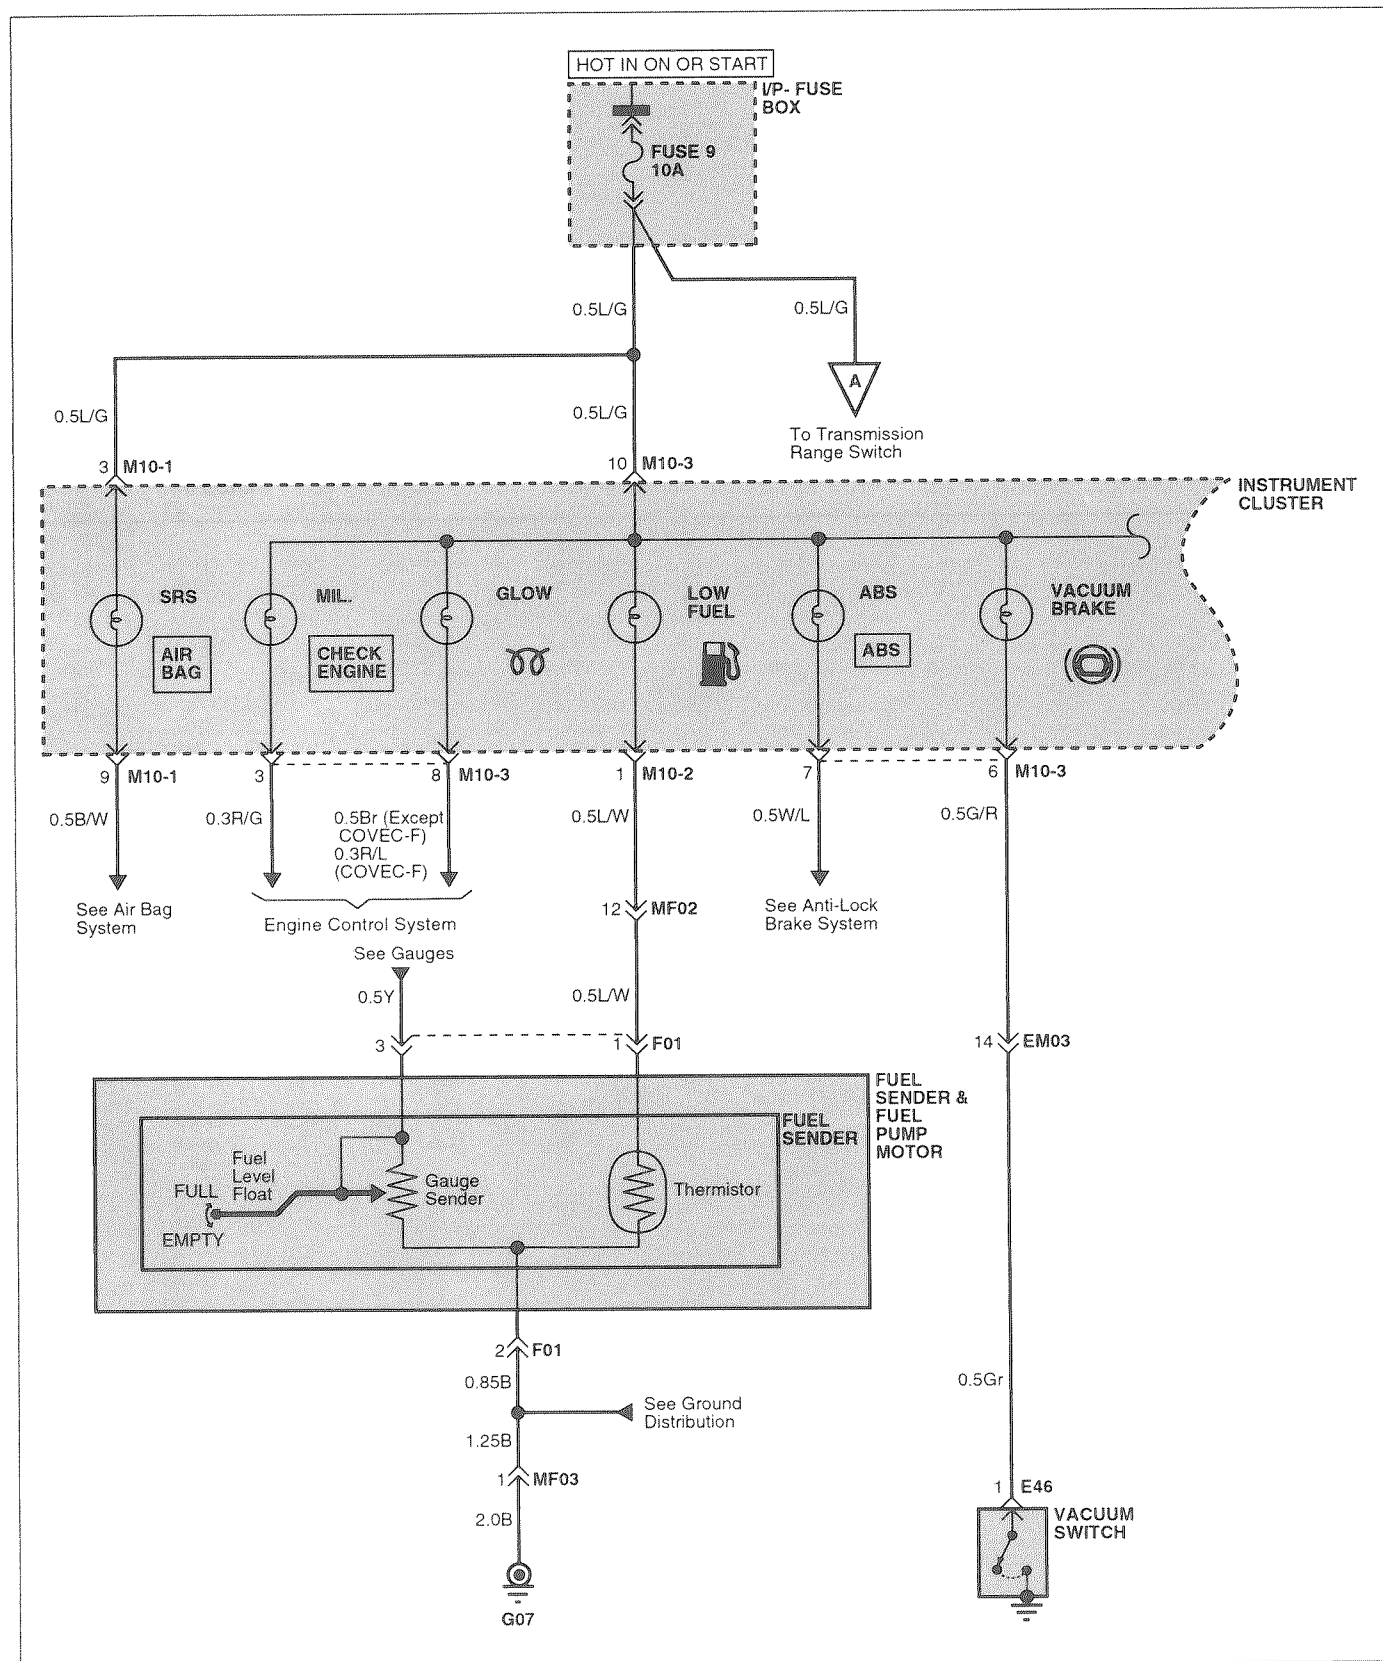 HOT IN ON OR START
I/P- FUSE
BOX
FUSE 9
10A
0.5L/G
0.5L/G
0.5L/G
0.5L/G
A
To Transmission
Range Switch
3 M10-1
10 M10-3
INSTRUMENT
CLUSTER
SRS
AIR
BAG
MIL.
CHECK
ENGINE
GLOW
LOW
FUEL
ABS
ABS
VACUUM
BRAKE
9 M10-1
3
8 M10-3
1 M10-2
7
6 M10-3
0.5B/W
0.3R/G
0.5Br (Except
COVEC-F)
0.3R/L
(COVEC-F)
0.5L/W
0.5W/L
0.5G/R
See Air Bag
System
Engine Control System
12 MF02
See Anti-Lock
Brake System
See Gauges
0.5Y
0.5L/W
3
1 F01
14 EM03
FUEL
SENDER &
FUEL
PUMP
MOTOR
FUEL
SENDER
Fuel
Level
Float
FULL
EMPTY
Gauge
Sender
Thermistor
2 F01
0.85B
See Ground
Distribution
1.25B
1 MF03
2.0B
G07
0.5Gr
1 E46
VACUUM
SWITCH